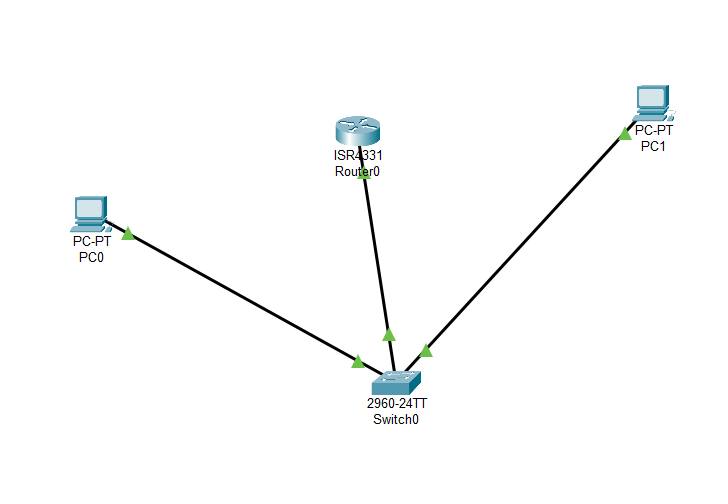 ISR4331
Router0
PC-PT
PC1
PC-PT
PC0
2960-24TT
Switch0